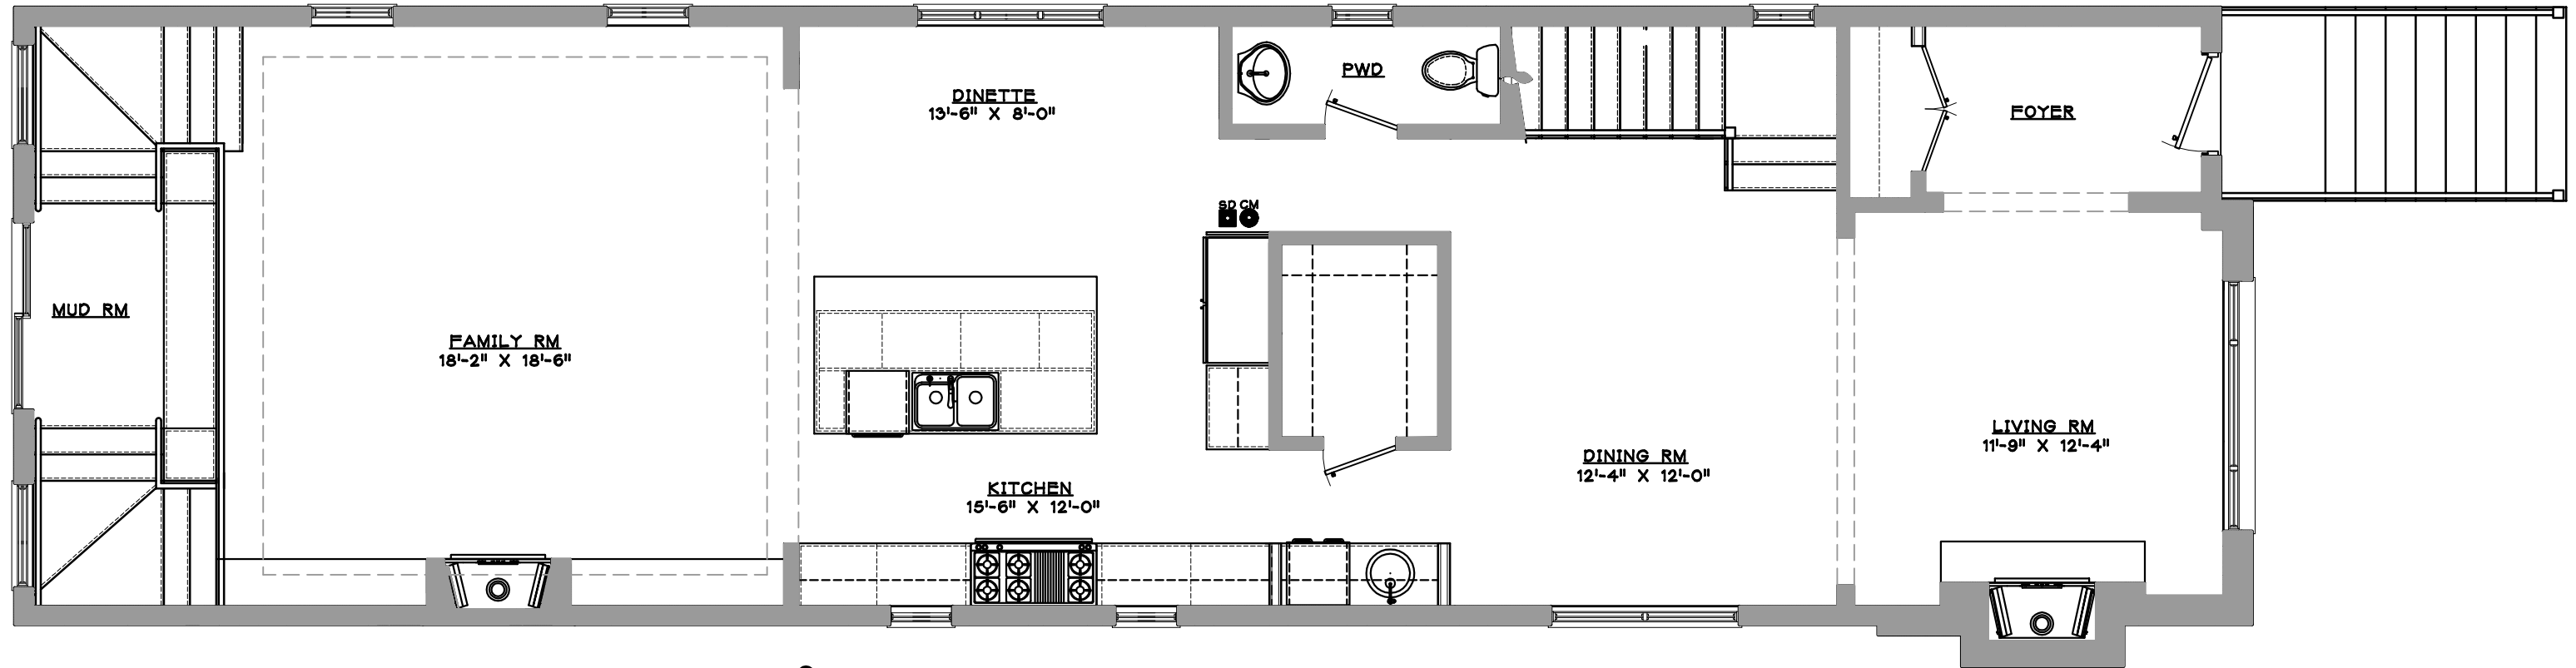 PWD
DINETTE
13'-6" X 8'-0"
FOYER
SD CM
MUD RM
FAMILY RM
18'-2" X 18'-6"
LIVING RM
11'-9" X 12'-4"
DINING RM
12'-4" X 12'-0"
KITCHEN
15'-6" X 12'-0"